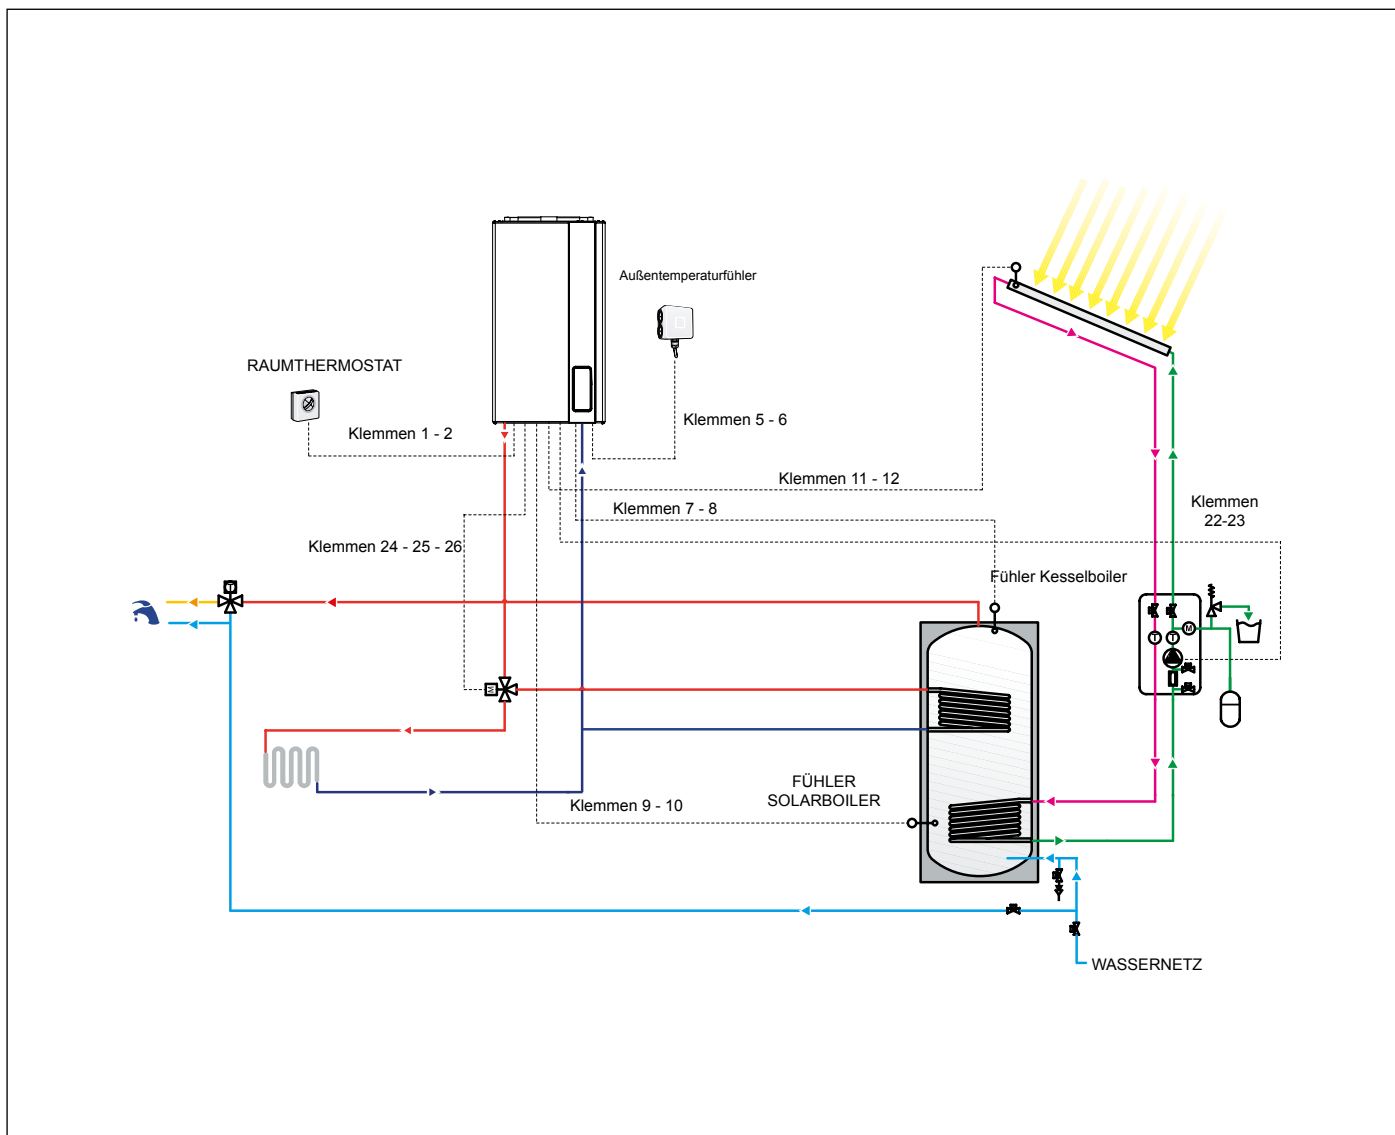 Außentemperaturfühler
RAUMTHERMOSTAT
Klemmen 1 - 2
Klemmen 5 - 6
Klemmen 11 - 12
Klemmen 7 - 8
Klemmen
22-23
Klemmen 24 - 25 - 26
Fühler Kesselboiler
T
M
T
T
M
FÜHLER
SOLARBOILER
Klemmen 9 - 10
WASSERNETZ